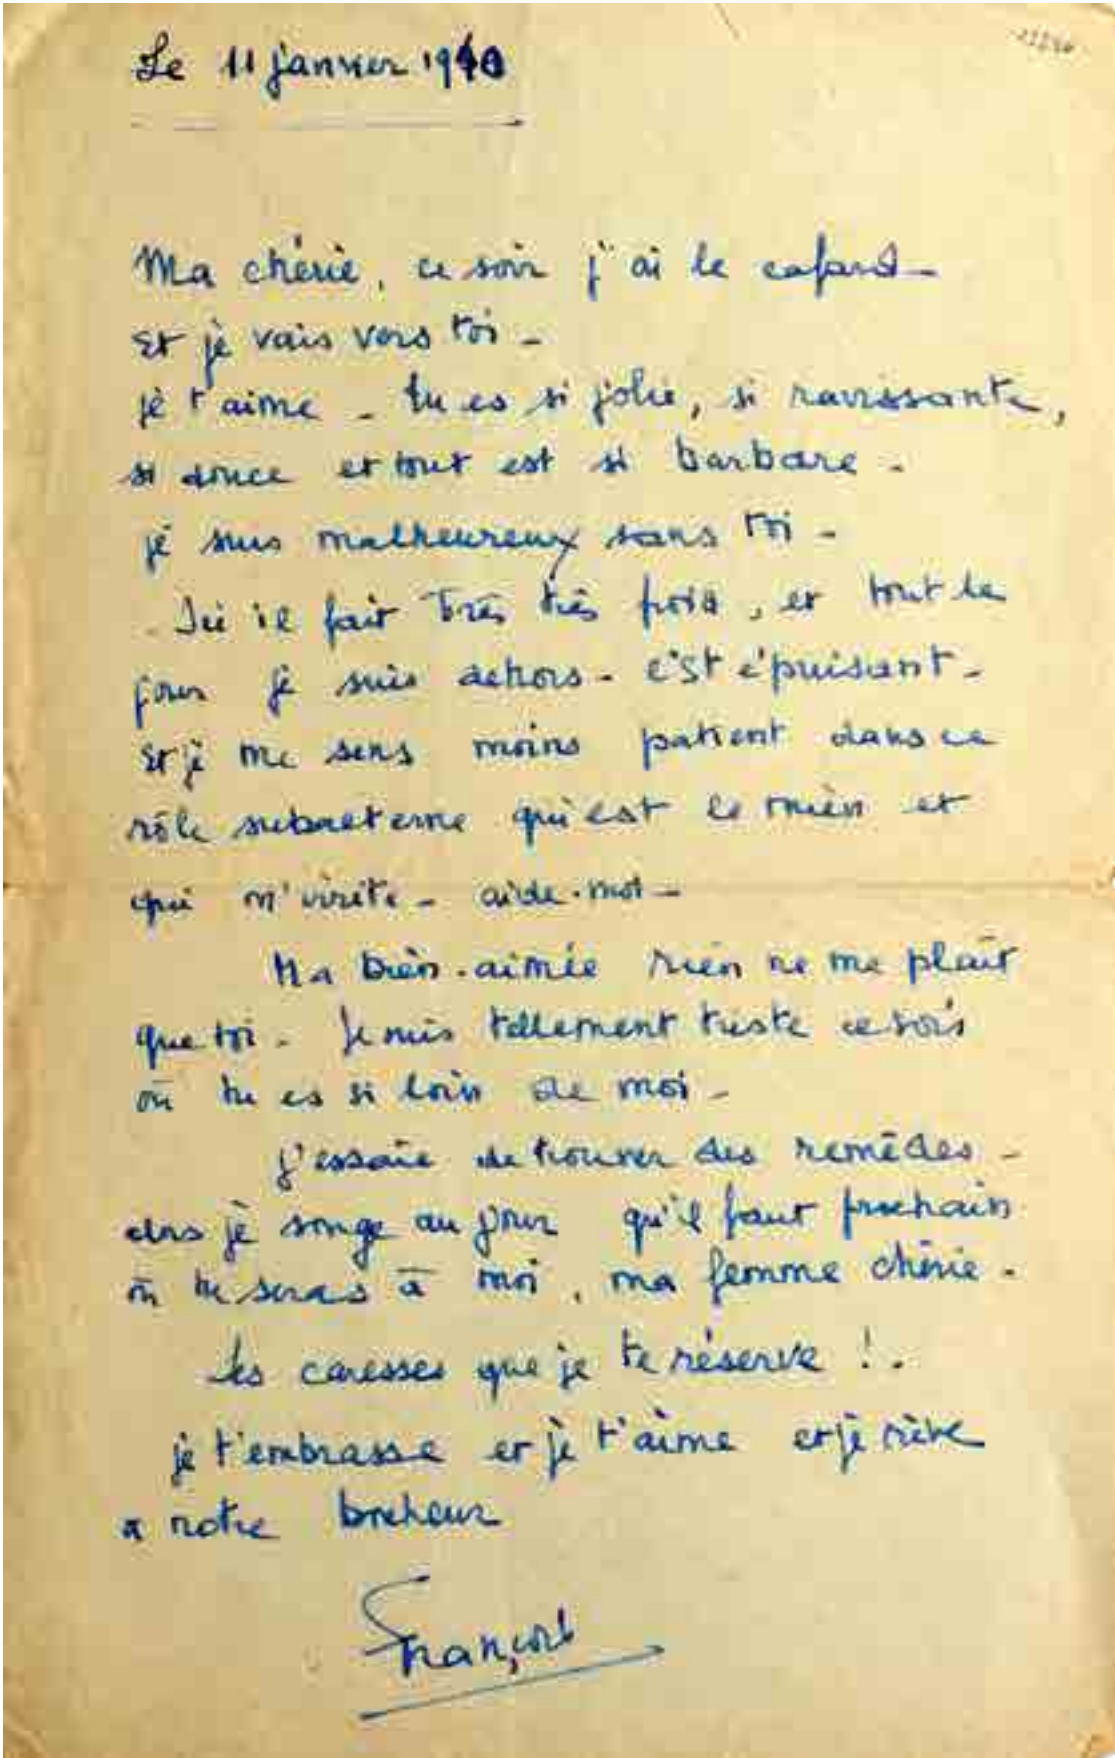 Le 11 janvier 1940
Ma chérie, ce soir j'ai le cafard –
Et je vais vers toi –
je t'aime – tu es si jolie, si ravissante,
si douce et tout est si barbare –
je suis malheureux sans toi –
Ici il fait très très froid, et tout le
jour je suis dehors – c'est épuisant –
Et je me sens moins patient dans ce
rôle subalterne qui est le mien et
qui m'irrite – aide-moi –
Ma bien-aimée rien ne me plaît
que toi – Je suis tellement triste ce soir
où tu es si loin de moi –
J'essaie de trouver des remèdes –
alors je songe au jour qu'il faut prochain
où tu seras à moi, ma femme chérie –
les caresses que je te réserve ! .
je t'embrasse et je t'aime et je rêve
à notre bonheur
François